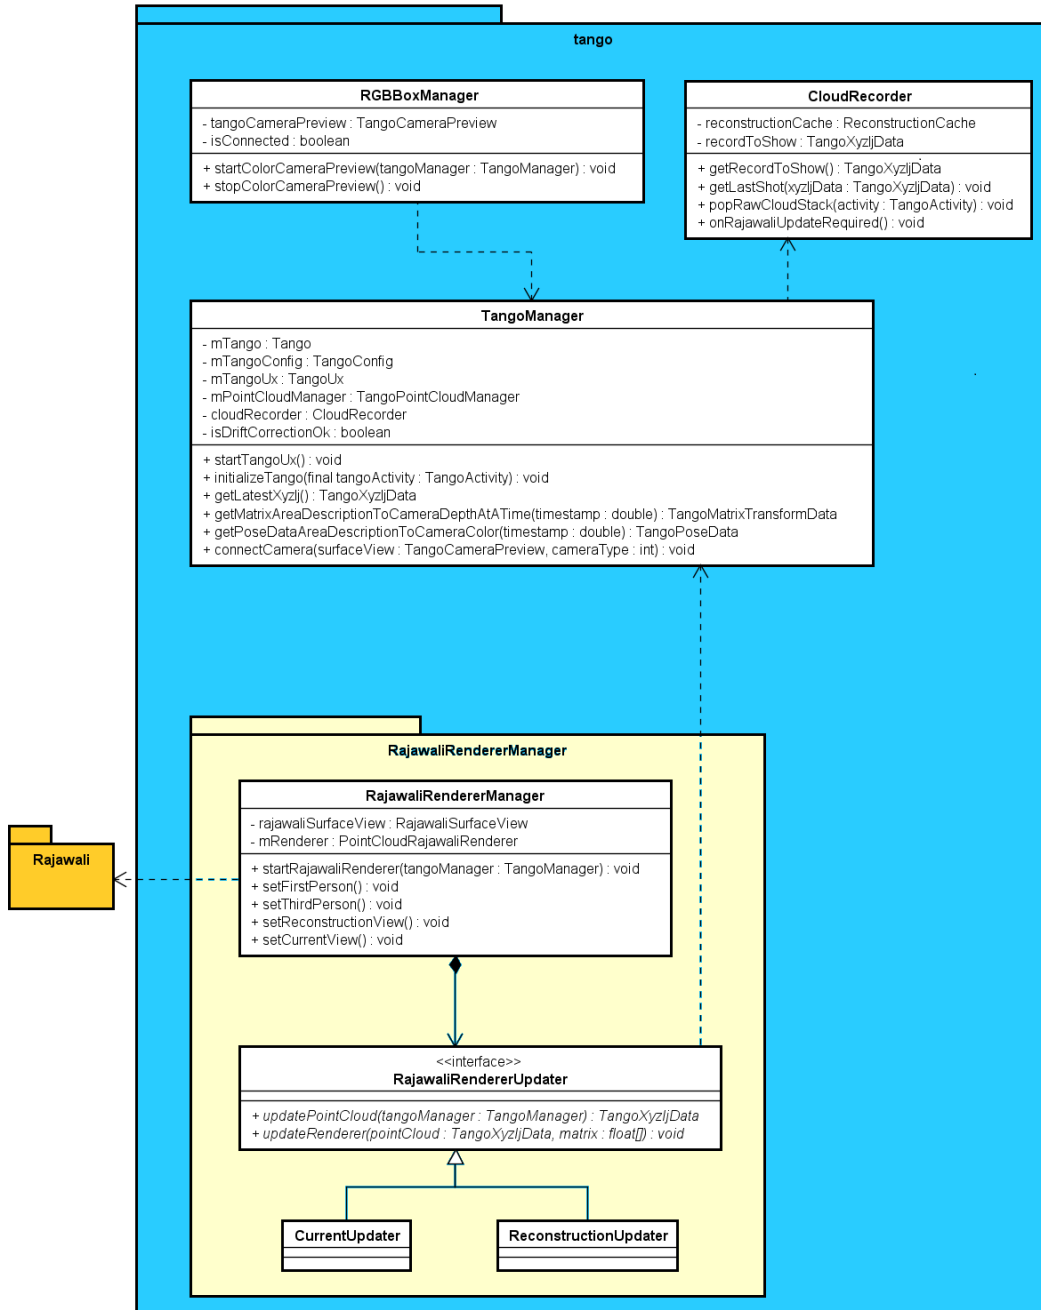 tango
RGBBoxManager
- tangoCameraPreview : TangoCameraPreview
- isConnected : boolean
+ startColorCameraPreview(tangoManager : TangoManager) : void
+ stopColorCameraPreview() : void
CloudRecorder
- reconstructionCache : ReconstructionCache
- recordToShow : TangoXyzIjData
+ getRecordToShow() : TangoXyzIjData
+ getLastShot(xyzIjData : TangoXyzIjData) : void
+ popRawCloudStack(activity : TangoActivity) : void
+ onRajawaliUpdateRequired() : void
TangoManager
- mTango : Tango
- mTangoConfig : TangoConfig
- mTangoUx : TangoUx
- mPointCloudManager : TangoPointCloudManager
- cloudRecorder : CloudRecorder
- isDriftCorrectionOk : boolean
+ startTangoUx() : void
+ initializeTango(final tangoActivity : TangoActivity) : void
+ getLatestXyzIj() : TangoXyzIjData
+ getMatrixAreaDescriptionToCameraDepthAtATime(timestamp : double) : TangoMatrixTransformData
+ getPoseDataAreaDescriptionToCameraColor(timestamp : double) : TangoPoseData
+ connectCamera(surfaceView : TangoCameraPreview, cameraType : int) : void
RajawaliRendererManager
RajawaliRendererManager
- rajawaliSurfaceView : RajawaliSurfaceView
- mRenderer : PointCloudRajawaliRenderer
+ startRajawaliRenderer(tangoManager : TangoManager) : void
+ setFirstPerson() : void
+ setThirdPerson() : void
+ setReconstructionView() : void
+ setCurrentView() : void
Rajawali
<<interface>>
RajawaliRendererUpdater
+ updatePointCloud(tangoManager : TangoManager) : TangoXyzIjData
+ updateRenderer(pointCloud : TangoXyzIjData, matrix : float[]) : void
CurrentUpdater
ReconstructionUpdater